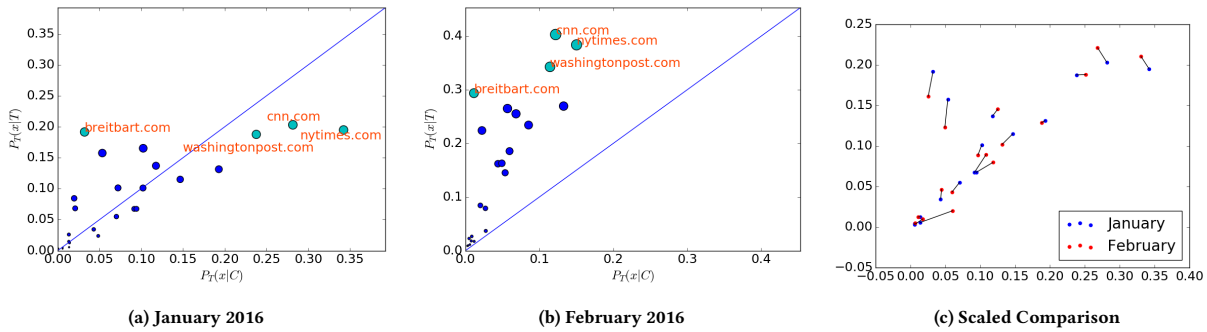 0.35
0.30
0.25
0.20
0.15
0.10
0.05
0.00
P_T(x|T)
breitbart.com
cnn.com
nytimes.com
washingtonpost.com
0.00 0.05 0.10 0.15 0.20 0.25 0.30 0.35
P_T(x|C)
(a) January 2016
0.4
0.3
0.2
0.1
0.0
P_T(x|T)
cnn.com
nytimes.com
washingtonpost.com
breitbart.com
0.0 0.1 0.2 0.3 0.4
P_T(x|C)
(b) February 2016
0.25
0.20
0.15
0.10
0.05
0.00
−0.05
January
February
−0.05 0.00 0.05 0.10 0.15 0.20 0.25 0.30 0.35 0.40
(c) Scaled Comparison